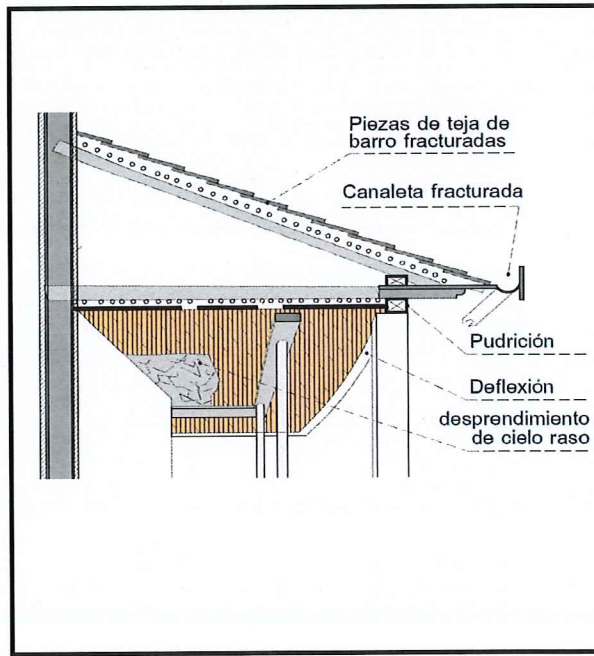 Piezas de teja de
barro fracturadas
Canaleta fracturada
Pudrición
Deflexión
desprendimiento
de cielo raso